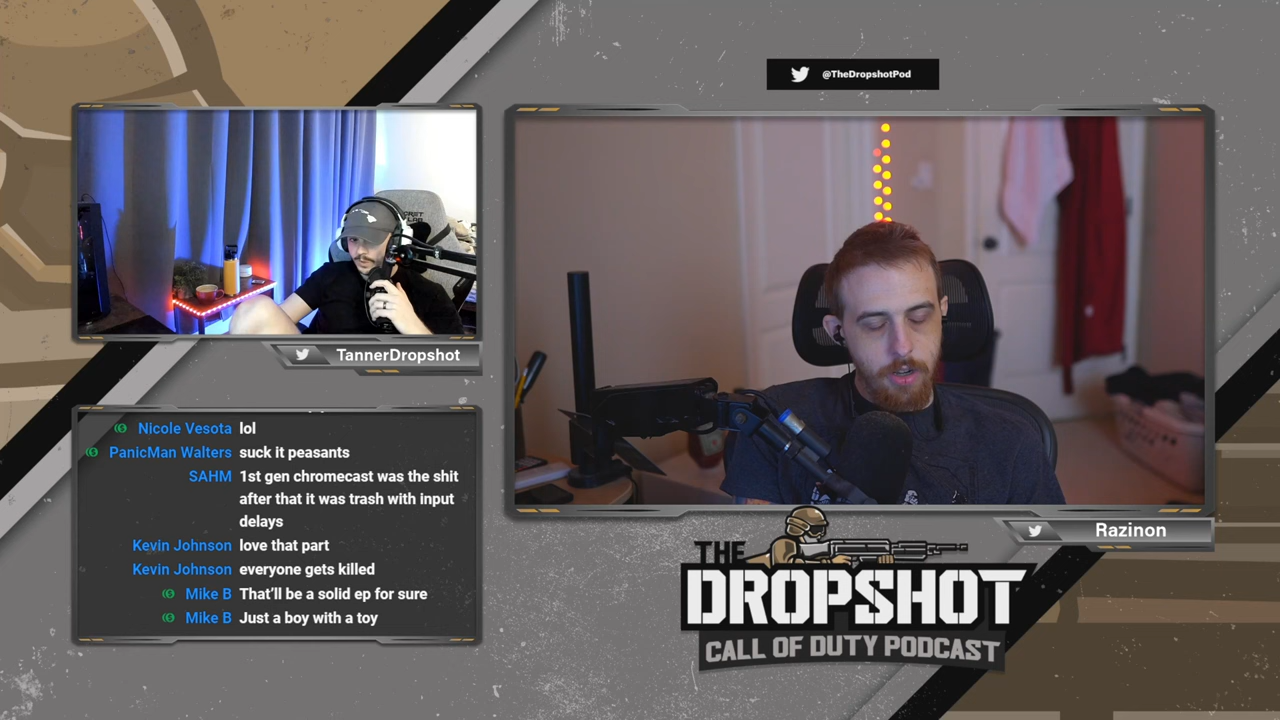 @TheDropshotPod
TannerDropshot
Nicole Vesota lol
PanicMan Walters suck it peasants
SAHM 1st gen chromecast was the shit
after that it was trash with input
delays
Kevin Johnson love that part
Kevin Johnson everyone gets killed
Mike B That'll be a solid ep for sure
Mike B Just a boy with a toy
Razinon
THE
DROPSHOT
CALL OF DUTY PODCAST